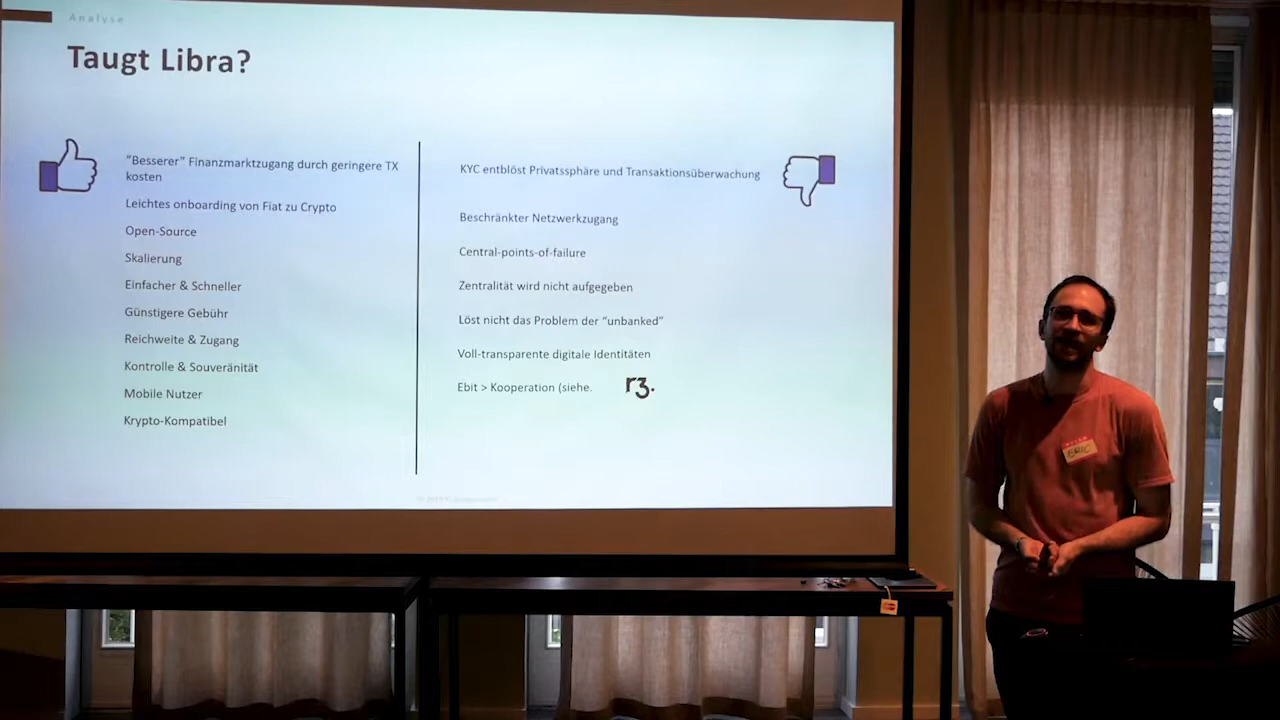 Analyse
Taugt Libra?
"Besserer" Finanzmarktzugang durch geringere TX
kosten
Leichtes onboarding von Fiat zu Crypto
Open-Source
Skalierung
Einfacher & Schneller
Günstigere Gebühr
Reichweite & Zugang
Kontrolle & Souveränität
Mobile Nutzer
Krypto-Kompatibel
KYC entblöst Privatssphäre und Transaktionsüberwachung
Beschränkter Netzwerkzugang
Central-points-of-failure
Zentralität wird nicht aufgegeben
Löst nicht das Problem der "unbanked"
Voll-transparente digitale Identitäten
Ebit > Kooperation (siehe.
r3.
ERIC